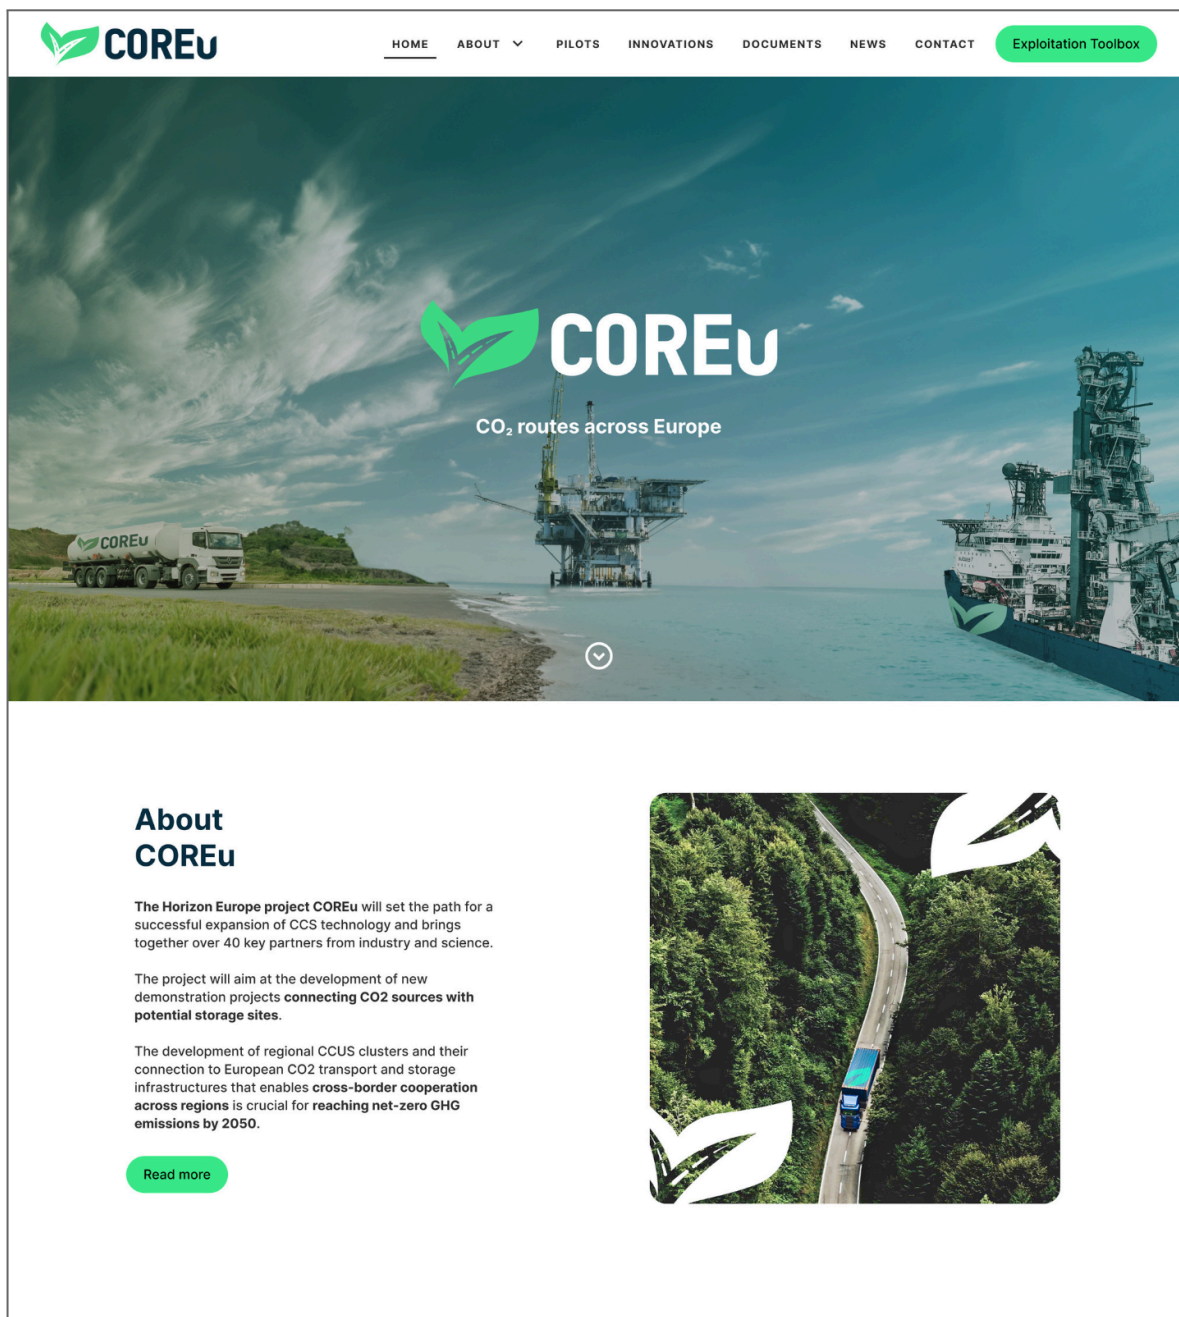 COREu
HOME ABOUT PILOTS INNOVATIONS DOCUMENTS NEWS CONTACT Exploitation Toolbox
COREu
CO₂ routes across Europe
COREu
About
COREu
The Horizon Europe project COREu will set the path for a
successful expansion of CCS technology and brings
together over 40 key partners from industry and science.
The project will aim at the development of new
demonstration projects connecting CO2 sources with
potential storage sites.
The development of regional CCUS clusters and their
connection to European CO2 transport and storage
infrastructures that enables cross-border cooperation
across regions is crucial for reaching net-zero GHG
emissions by 2050.
Read more